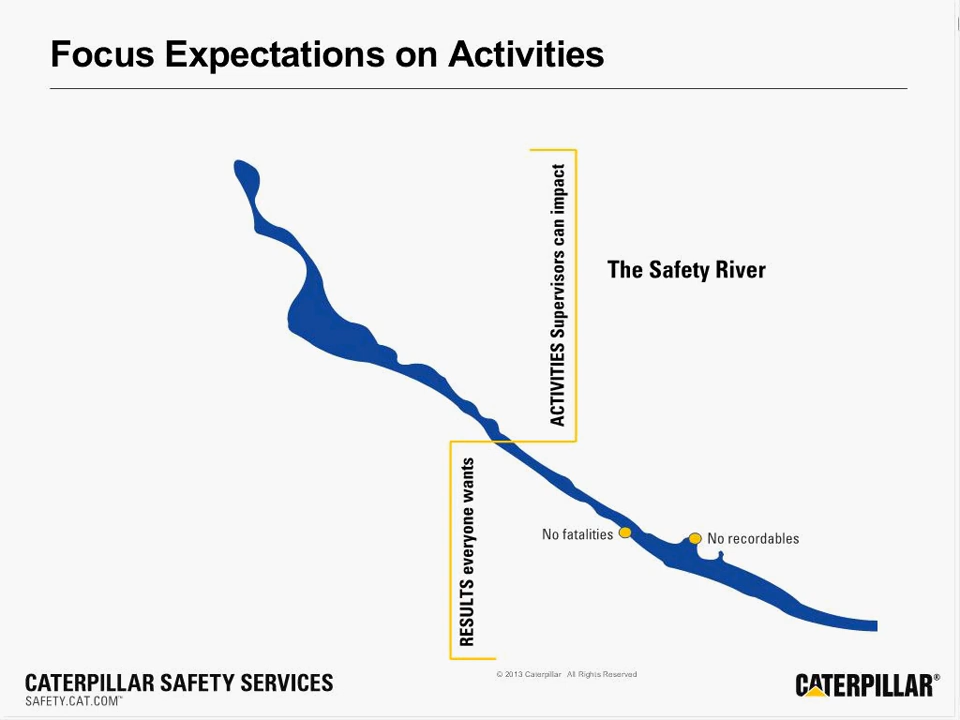 Focus Expectations on Activities
ACTIVITIES Supervisors can impact
The Safety River
RESULTS everyone wants
No fatalities
No recordables
© 2013 Caterpillar All Rights Reserved
CATERPILLAR SAFETY SERVICES
SAFETY.CAT.COM™
CATERPILLAR®